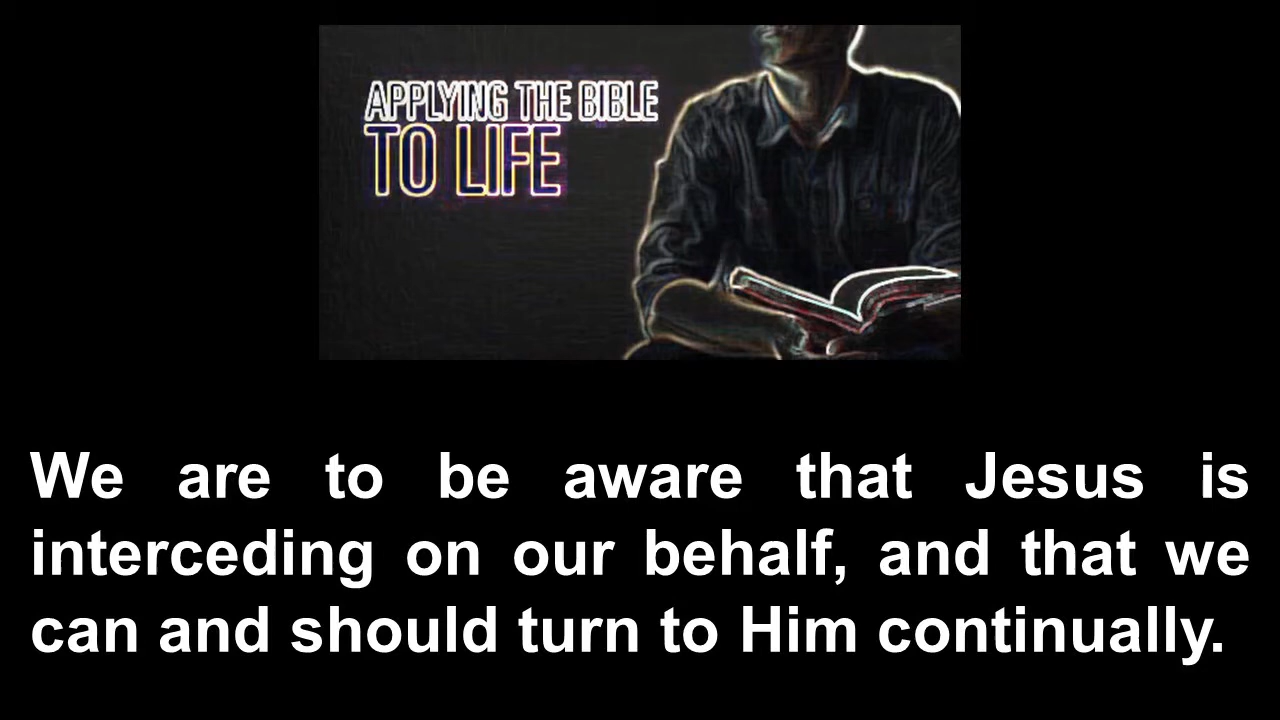 APPLYING THE BIBLE
TO LIFE
We are to be aware that Jesus is
interceding on our behalf, and that we
can and should turn to Him continually.